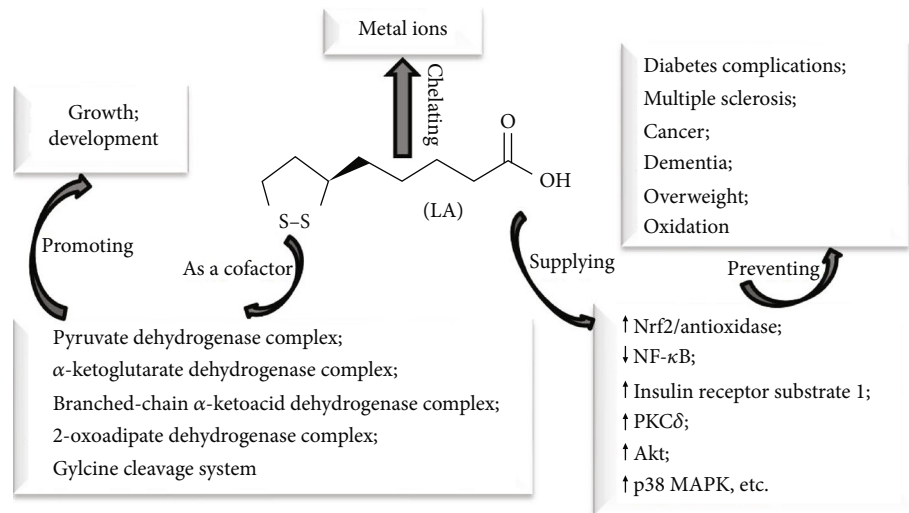 Metal ions
Chelating
Growth;
development
O
OH
S–S
(LA)
Diabetes complications;
Multiple sclerosis;
Cancer;
Dementia;
Overweight;
Oxidation
Promoting
As a cofactor
Supplying
Preventing
Pyruvate dehydrogenase complex;
α-ketoglutarate dehydrogenase complex;
Branched-chain α-ketoacid dehydrogenase complex;
2-oxoadipate dehydrogenase complex;
Gylcine cleavage system
↑ Nrf2/antioxidase;
↓ NF-κB;
↑ Insulin receptor substrate 1;
↑ PKCδ;
↑ Akt;
↑ p38 MAPK, etc.